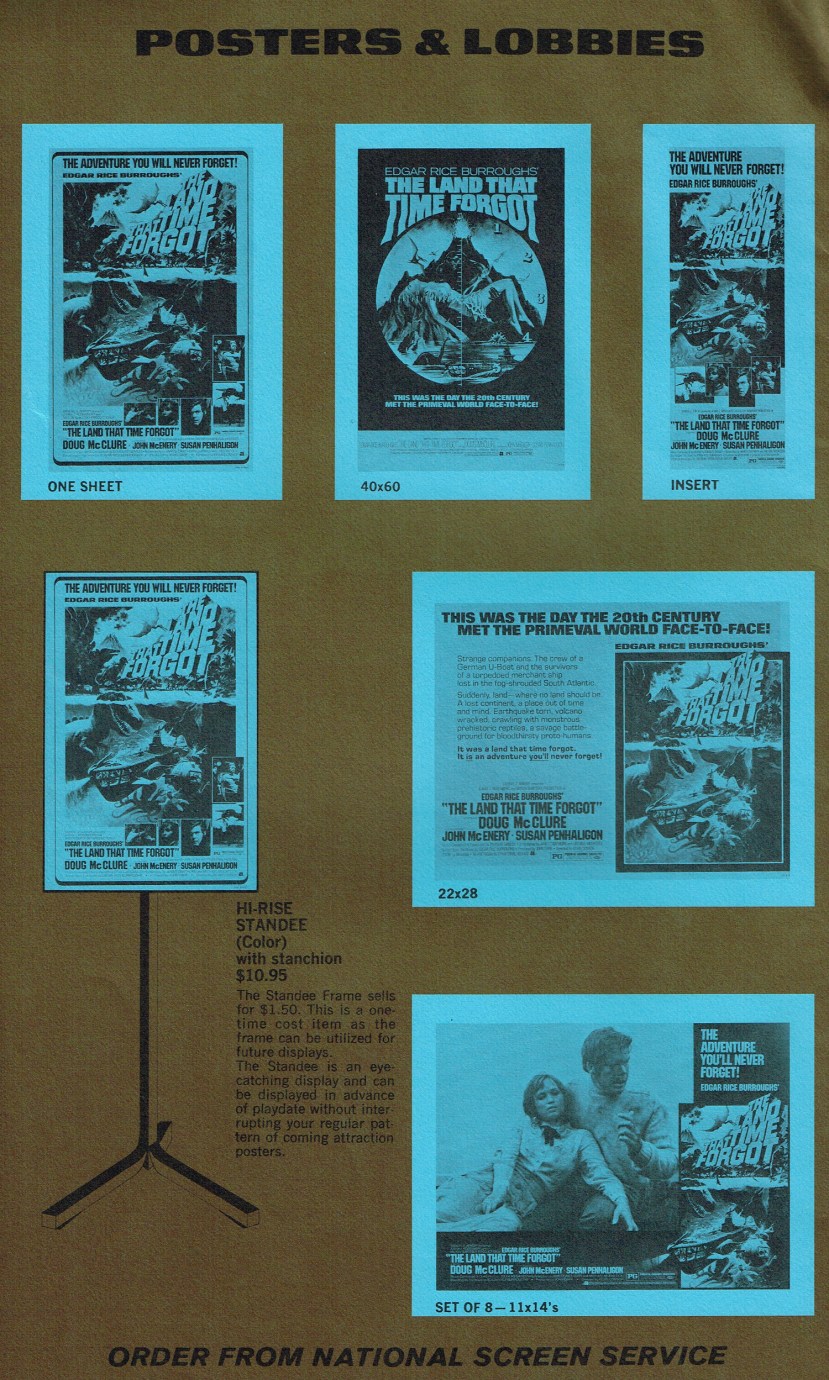 POSTERS & LOBBIES
THE ADVENTURE YOU WILL NEVER FORGET!
EDGAR RICE BURROUGHS'
THE LAND
THAT TIME
FORGOT
EDGAR RICE BURROUGHS'
"THE LAND THAT TIME FORGOT"
DOUG McCLURE · JOHN McENERY · SUSAN PENHALIGON
PG
ONE SHEET
EDGAR RICE BURROUGHS'
THE LAND THAT
TIME FORGOT
1
2
3
THIS WAS THE DAY THE 20th CENTURY
MET THE PRIMEVAL WORLD FACE-TO-FACE!
PG
40x60
THE ADVENTURE
YOU WILL NEVER FORGET!
EDGAR RICE BURROUGHS'
THE LAND
THAT TIME
FORGOT
EDGAR RICE BURROUGHS'
"THE LAND THAT TIME FORGOT"
DOUG McCLURE
JOHN McENERY · SUSAN PENHALIGON
PG
INSERT
THE ADVENTURE YOU WILL NEVER FORGET!
EDGAR RICE BURROUGHS'
THE LAND
THAT TIME
FORGOT
EDGAR RICE BURROUGHS'
"THE LAND THAT TIME FORGOT"
DOUG McCLURE · JOHN McENERY · SUSAN PENHALIGON
HI-RISE
STANDEE
(Color)
with stanchion
$10.95
The Standee Frame sells
for $1.50. This is a one-
time cost item as the
frame can be utilized for
future displays.
The Standee is an eye-
catching display and can
be displayed in advance
of playdate without inter-
rupting your regular pat-
tern of coming attraction
posters.
THIS WAS THE DAY THE 20th CENTURY
MET THE PRIMEVAL WORLD FACE-TO-FACE!
Strange companions. The crew of a
German U-Boat and the survivors
of a torpedoed merchant ship
lost in the fog-shrouded South Atlantic.
Suddenly, land—where no land should be.
A lost continent, a place out of time
and mind. Earthquake torn, volcano
wracked, crawling with monstrous
prehistoric reptiles, a savage battle-
ground for bloodthirsty proto-humans.
It was a land that time forgot.
It is an adventure you'll never forget!
EDGAR RICE BURROUGHS'
THE LAND
THAT TIME
FORGOT
EDGAR RICE BURROUGHS'
"THE LAND THAT TIME FORGOT"
DOUG McCLURE
JOHN McENERY · SUSAN PENHALIGON
PG
22x28
THE
ADVENTURE
YOU'LL NEVER
FORGET!
EDGAR RICE BURROUGHS'
THE LAND
THAT TIME
FORGOT
EDGAR RICE BURROUGHS'
"THE LAND THAT TIME FORGOT"
DOUG McCLURE · JOHN McENERY · SUSAN PENHALIGON
PG
SET OF 8—11x14's
ORDER FROM NATIONAL SCREEN SERVICE